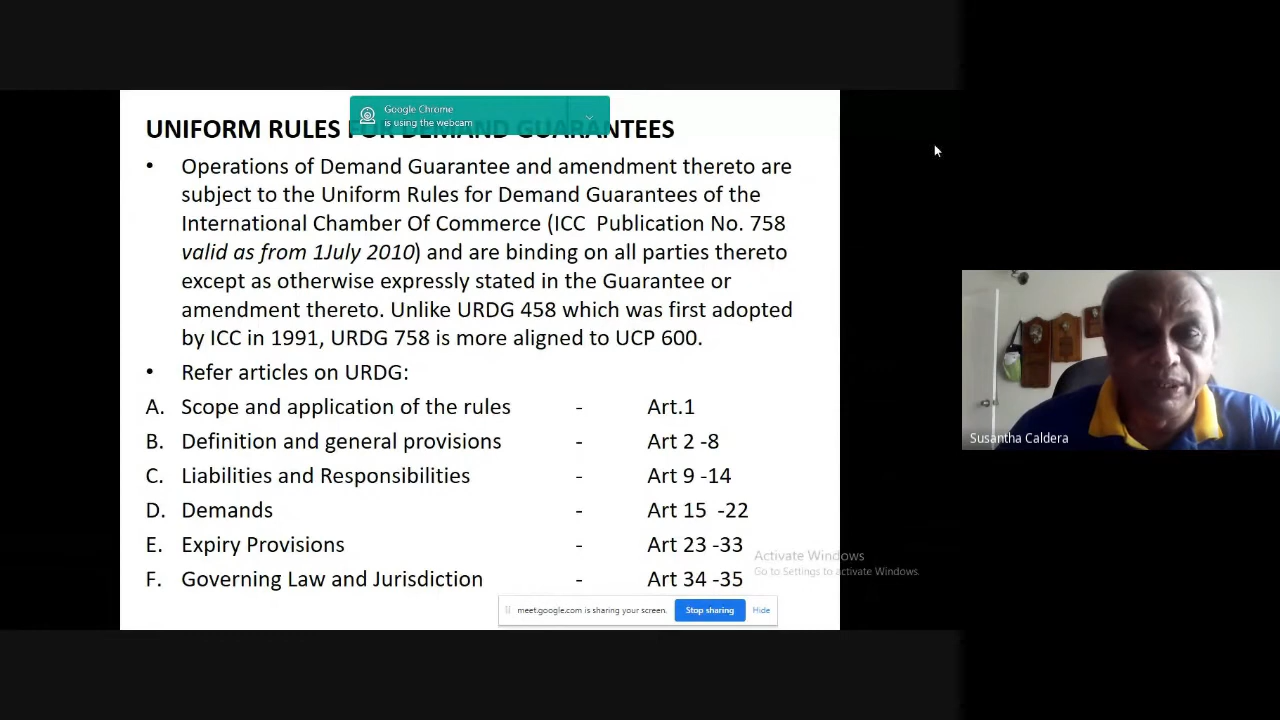 Google Chrome
is using the webcam
UNIFORM RULES FOR DEMAND GUARANTEES
• Operations of Demand Guarantee and amendment thereto are
subject to the Uniform Rules for Demand Guarantees of the
International Chamber Of Commerce (ICC Publication No. 758
valid as from 1July 2010) and are binding on all parties thereto
except as otherwise expressly stated in the Guarantee or
amendment thereto. Unlike URDG 458 which was first adopted
by ICC in 1991, URDG 758 is more aligned to UCP 600.
• Refer articles on URDG:
A. Scope and application of the rules - Art.1
B. Definition and general provisions - Art 2 -8
C. Liabilities and Responsibilities - Art 9 -14
D. Demands - Art 15 -22
E. Expiry Provisions - Art 23 -33
F. Governing Law and Jurisdiction - Art 34 -35
Susantha Caldera
Activate Windows
Go to Settings to activate Windows.
meet.google.com is sharing your screen. Stop sharing Hide